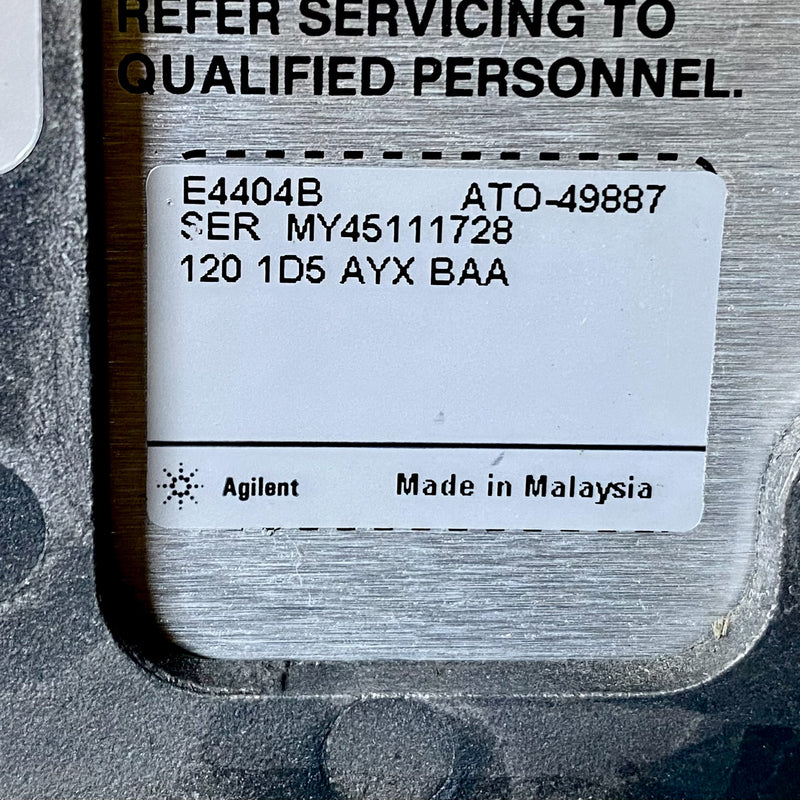 REFER SERVICING TO
QUALIFIED PERSONNEL.
E4404B ATO-49887
SER MY45111728
120 1D5 AYX BAA
Agilent Made in Malaysia